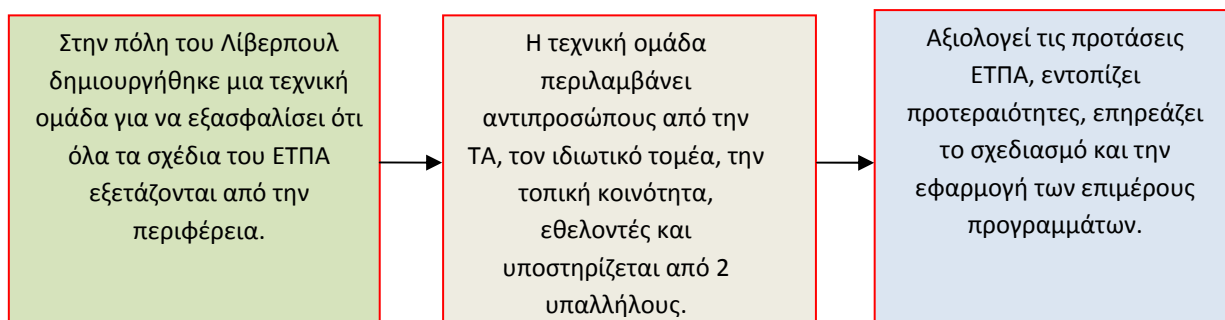 Στην πόλη του Λίβερπουλ
δημιουργήθηκε μια τεχνική
ομάδα για να εξασφαλίσει ότι
όλα τα σχέδια του ΕΤΠΑ
εξετάζονται από την
περιφέρεια.
Η τεχνική ομάδα
περιλαμβάνει
αντιπροσώπους από την
ΤΑ, τον ιδιωτικό τομέα, την
τοπική κοινότητα,
εθελοντές και
υποστηρίζεται από 2
υπαλλήλους.
Αξιολογεί τις προτάσεις
ΕΤΠΑ, εντοπίζει
προτεραιότητες, επηρεάζει
το σχεδιασμό και την
εφαρμογή των επιμέρους
προγραμμάτων.